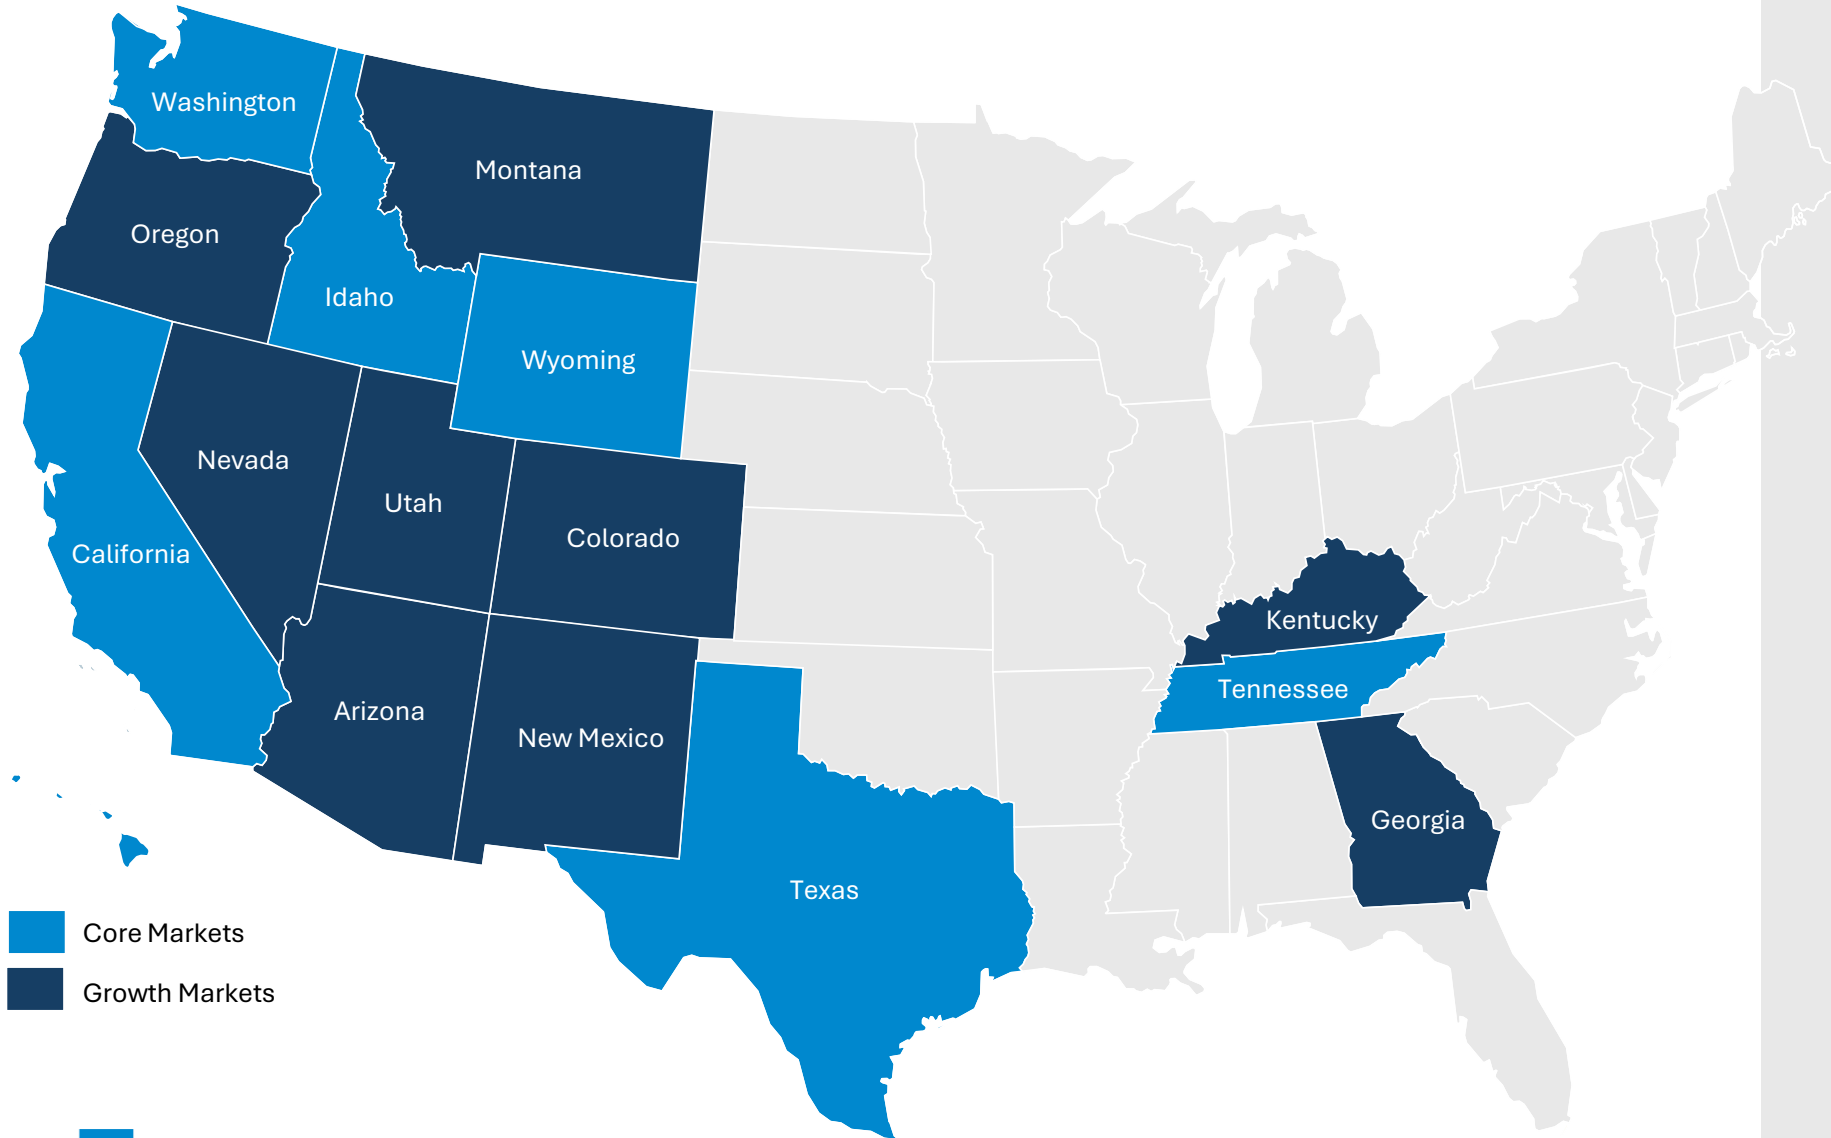 Washington
Montana
Oregon
Idaho
Wyoming
Nevada
Utah
Colorado
California
Kentucky
Tennessee
Arizona
New Mexico
Georgia
Texas
Core Markets
Growth Markets